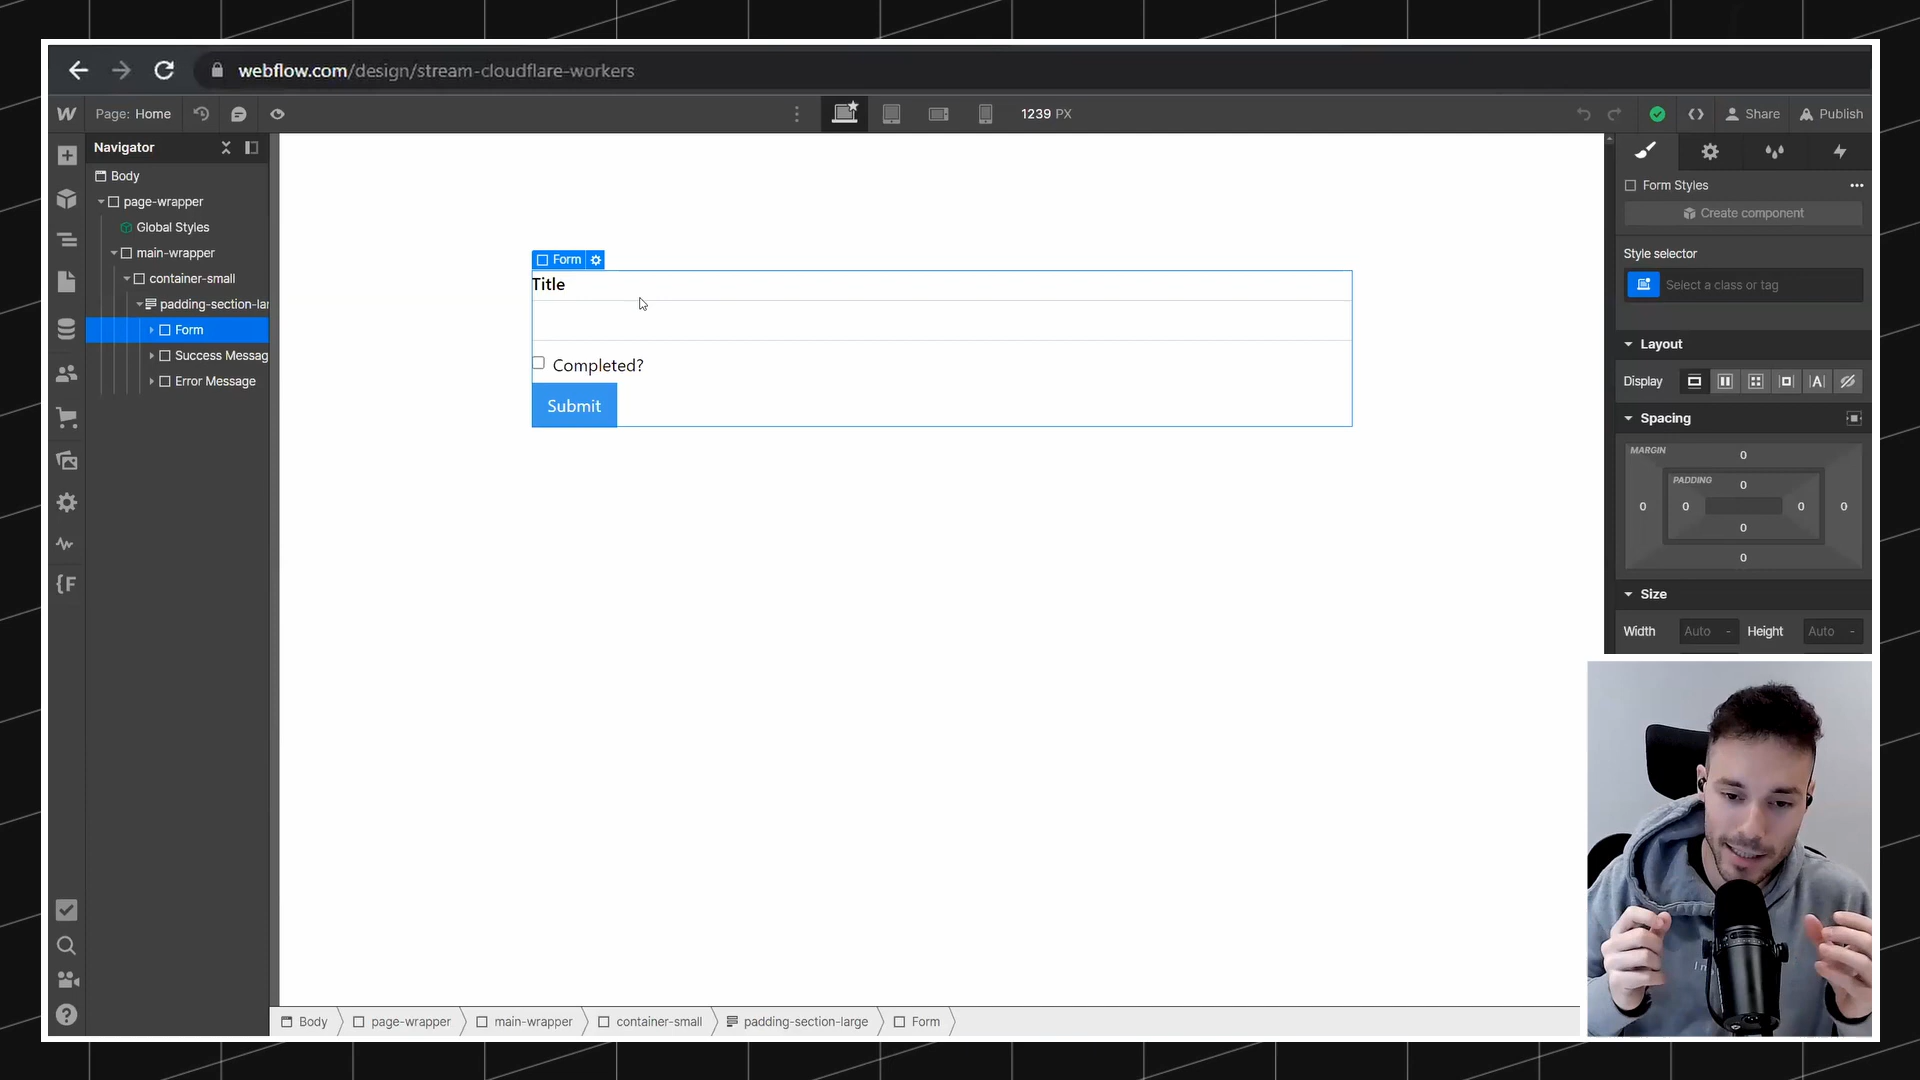 webflow.com/design/stream-cloudflare-workers
Page: Home
1239 PX
Share
Publish
Navigator
Body
page-wrapper
Global Styles
main-wrapper
container-small
padding-section-lar
Form
Success Messag
Error Message
{F
Form
Title
Completed?
Submit
Form Styles
Create component
Style selector
Select a class or tag
Layout
Display
Spacing
MARGIN
0
PADDING
0
0 0 0 0
0
0
Size
Width Auto - Height Auto -
Body page-wrapper main-wrapper container-small padding-section-large Form